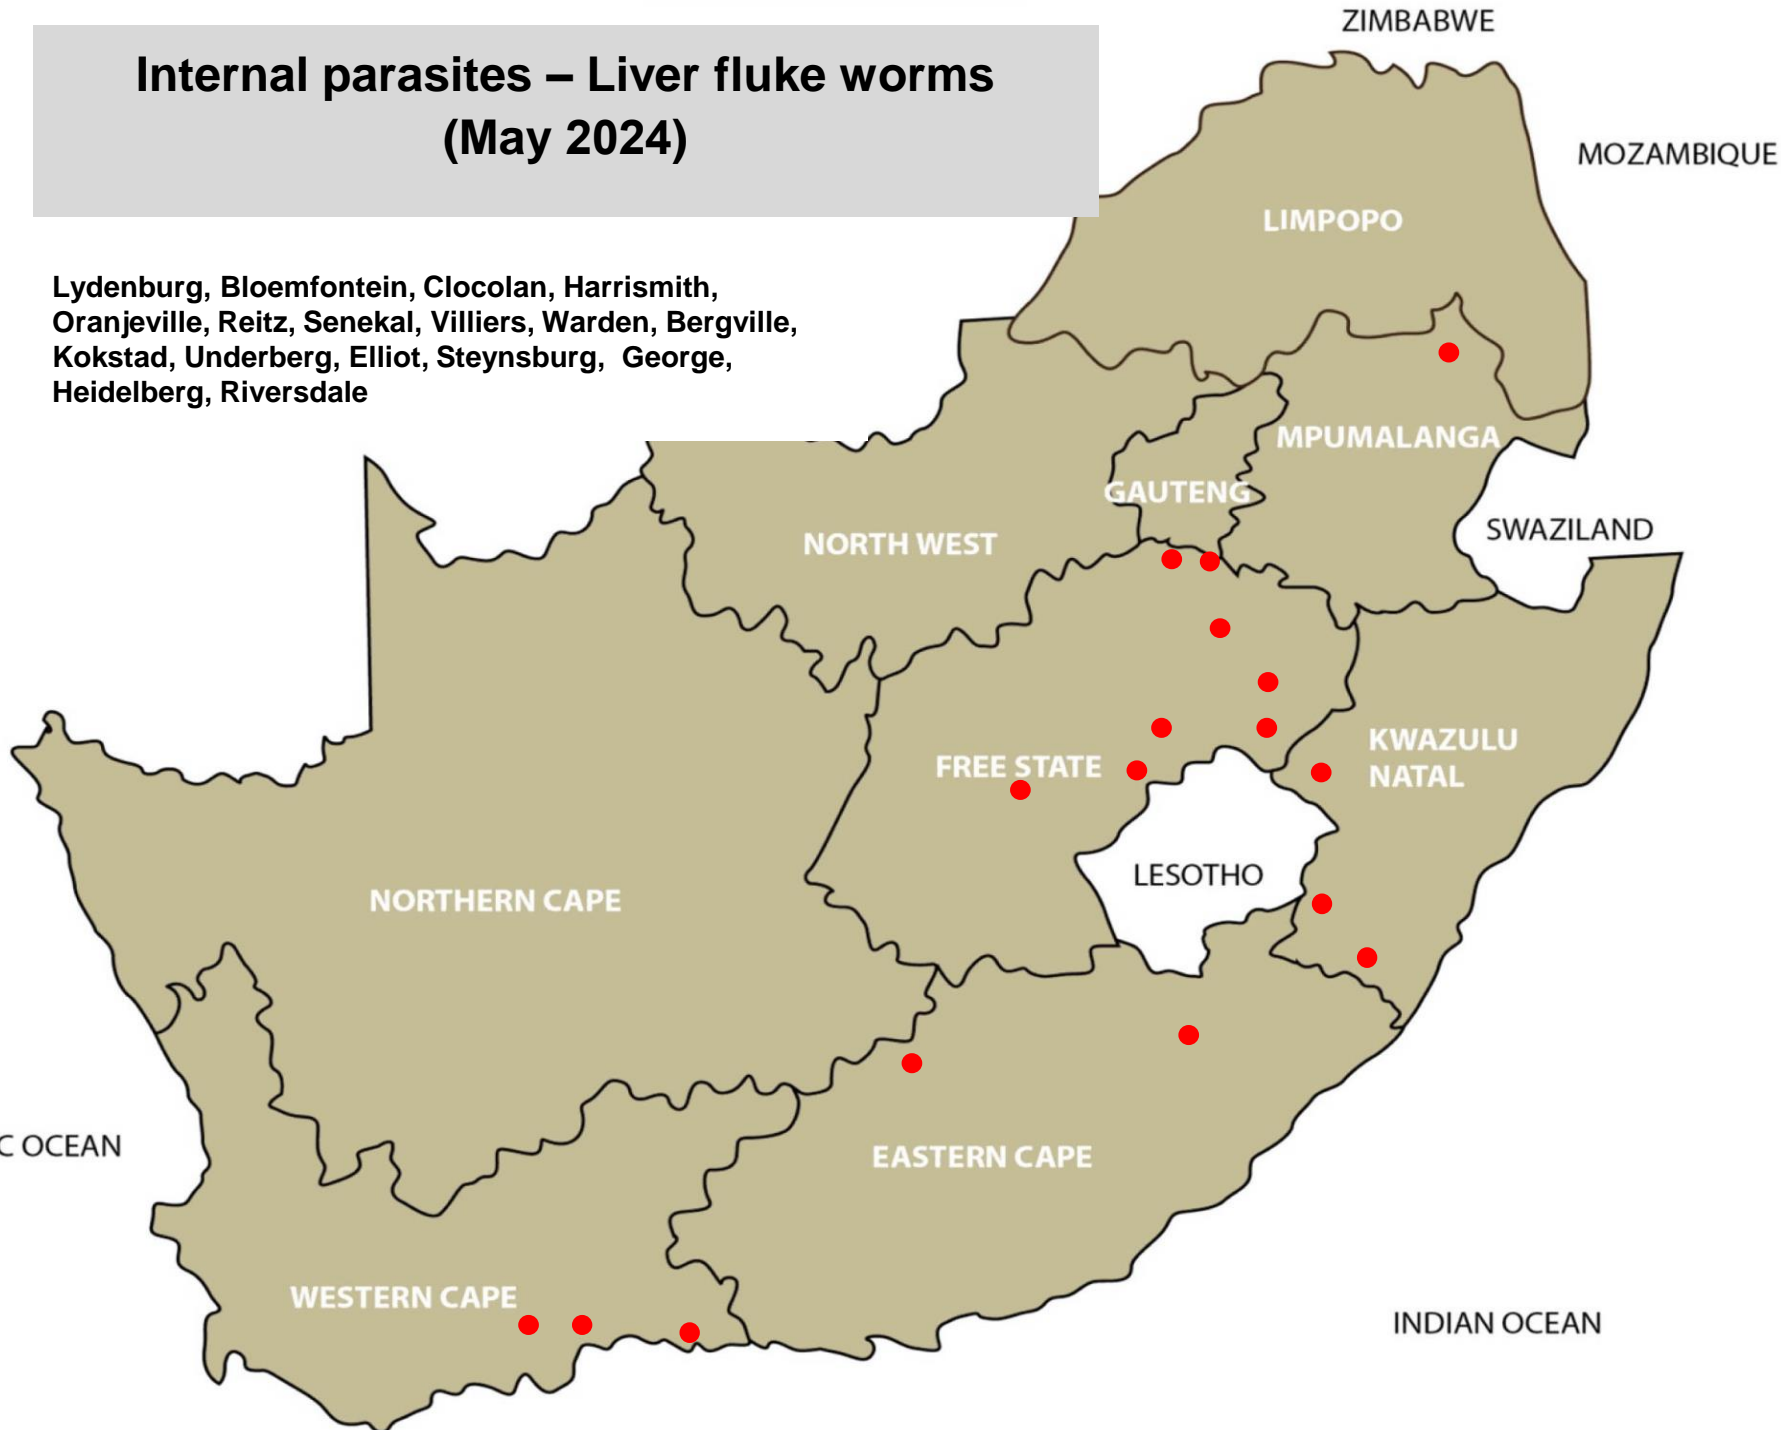 Internal parasites – Liver fluke worms
(May 2024)
Lydenburg, Bloemfontein, Clocolan, Harrismith,
Oranjeville, Reitz, Senekal, Villiers, Warden, Bergville,
Kokstad, Underberg, Elliot, Steynsburg, George,
Heidelberg, Riversdale
ZIMBABWE
MOZAMBIQUE
LIMPOPO
MPUMALANGA
GAUTENG
SWAZILAND
NORTH WEST
KWAZULU
NATAL
FREE STATE
LESOTHO
NORTHERN CAPE
C OCEAN
EASTERN CAPE
WESTERN CAPE
INDIAN OCEAN